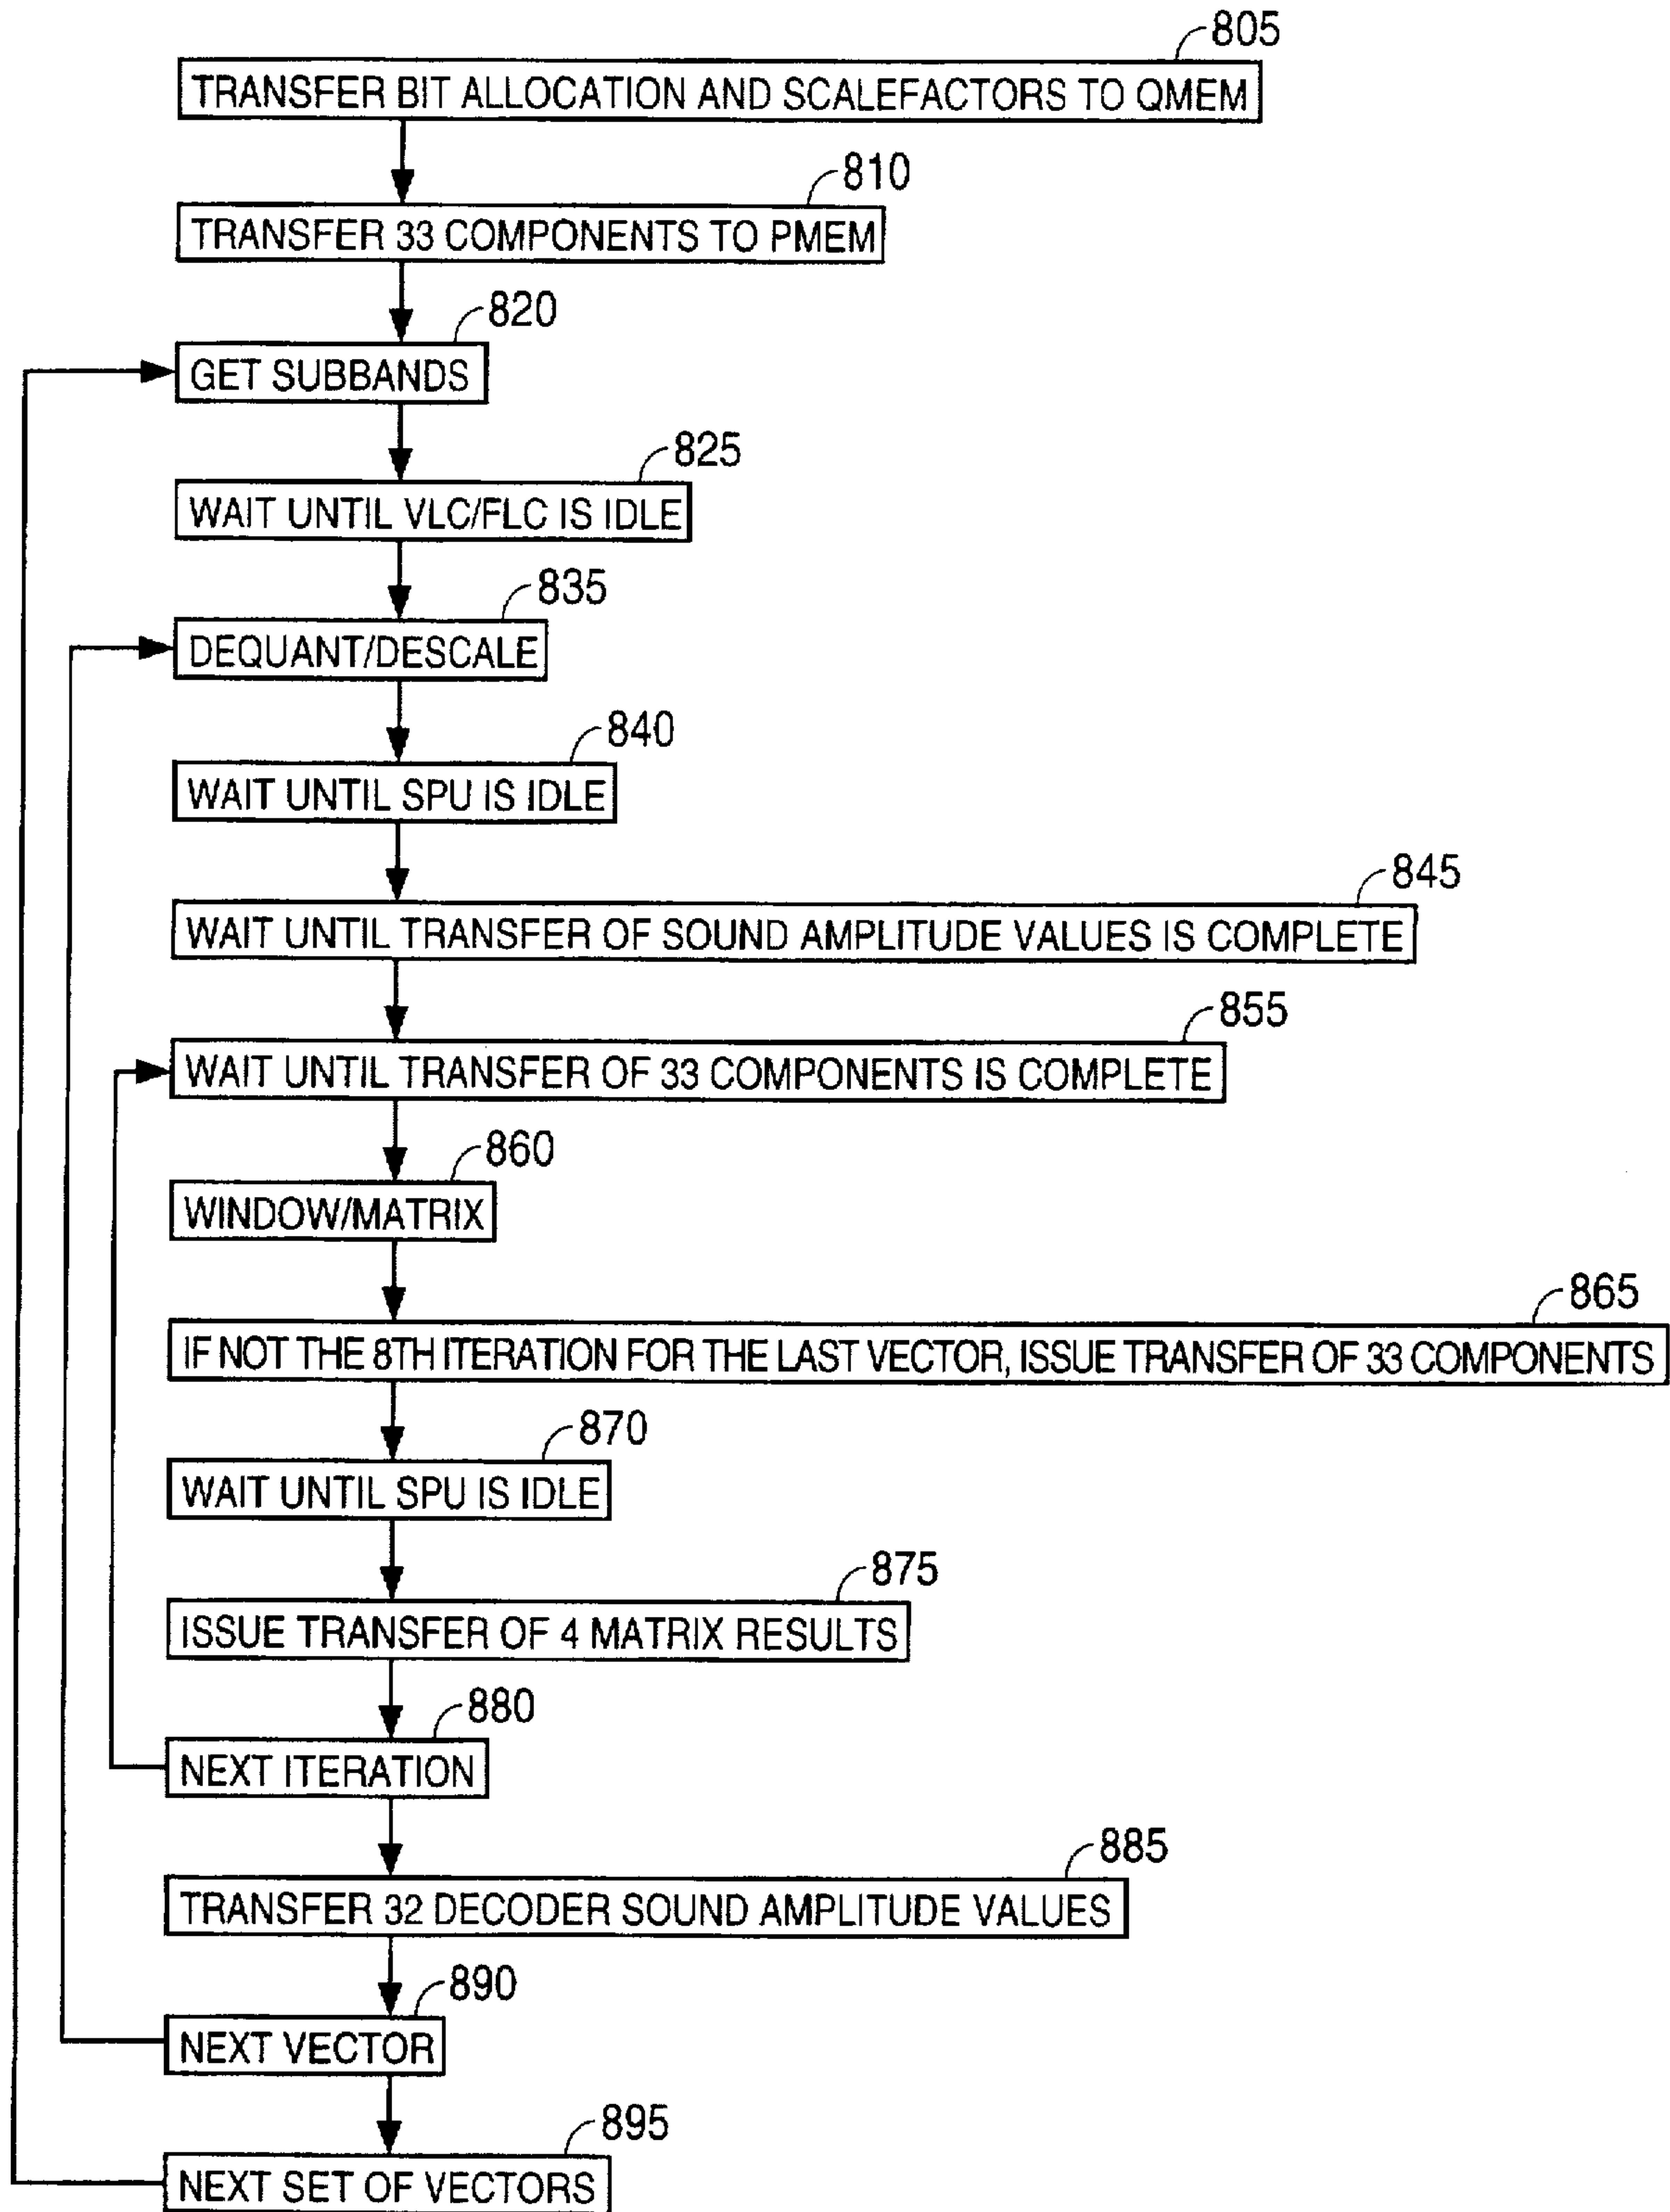 805
TRANSFER BIT ALLOCATION AND SCALEFACTORS TO QMEM
810
TRANSFER 33 COMPONENTS TO PMEM
820
GET SUBBANDS
825
WAIT UNTIL VLC/FLC IS IDLE
835
DEQUANT/DESCALE
840
WAIT UNTIL SPU IS IDLE
845
WAIT UNTIL TRANSFER OF SOUND AMPLITUDE VALUES IS COMPLETE
855
WAIT UNTIL TRANSFER OF 33 COMPONENTS IS COMPLETE
860
WINDOW/MATRIX
865
IF NOT THE 8TH ITERATION FOR THE LAST VECTOR, ISSUE TRANSFER OF 33 COMPONENTS
870
WAIT UNTIL SPU IS IDLE
875
ISSUE TRANSFER OF 4 MATRIX RESULTS
880
NEXT ITERATION
885
TRANSFER 32 DECODER SOUND AMPLITUDE VALUES
890
NEXT VECTOR
895
NEXT SET OF VECTORS